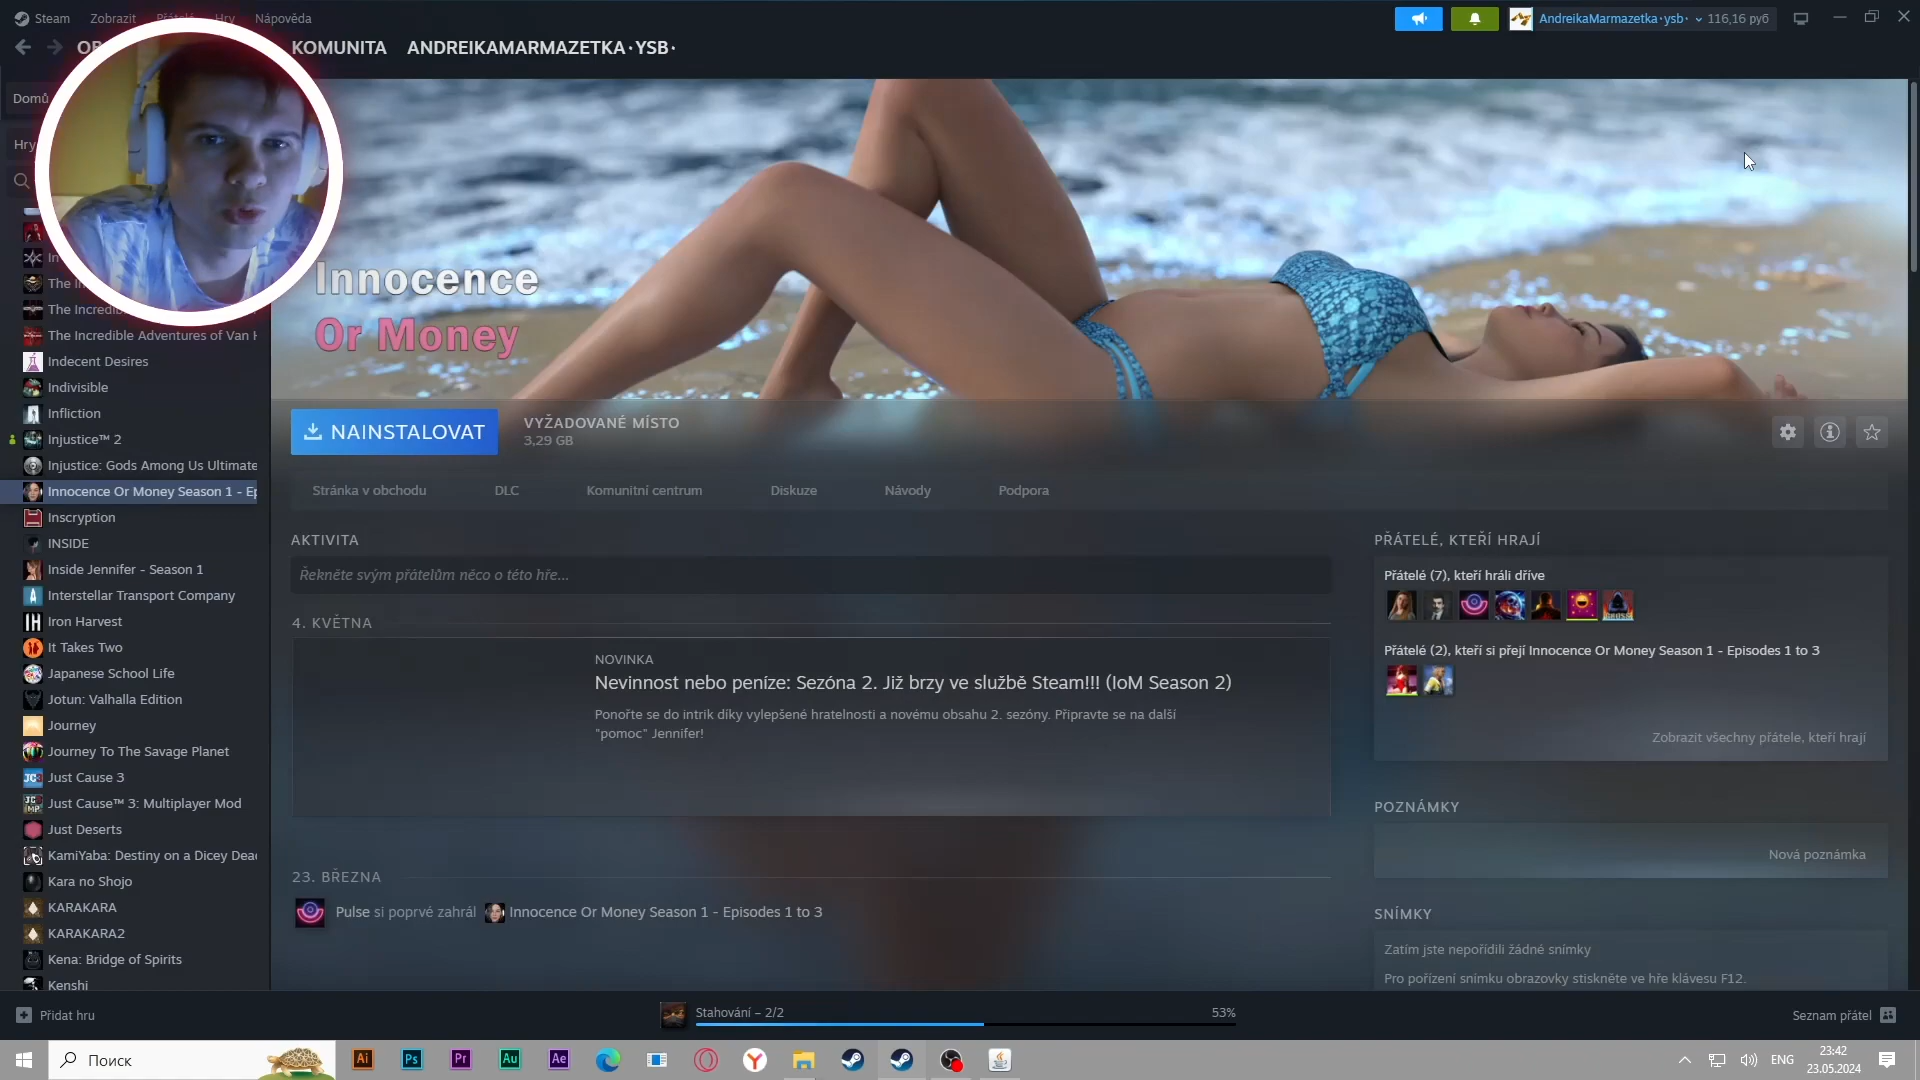 Steam Zobrazit Přátelé Hry Nápověda
AndreikaMarmazetka·ysb· 116,16 руб
KOMUNITA ANDREIKAMARMAZETKA·YSB·
Domů
Hry
Innocence
Or Money
The Incredible Adventures of Van H
Indecent Desires
Indivisible
Infliction
Injustice™ 2
Injustice: Gods Among Us Ultimate
Innocence Or Money Season 1 - Ep
Inscryption
INSIDE
Inside Jennifer - Season 1
Interstellar Transport Company
Iron Harvest
It Takes Two
Japanese School Life
Jotun: Valhalla Edition
Journey
Journey To The Savage Planet
Just Cause 3
Just Cause™ 3: Multiplayer Mod
Just Deserts
KamiYaba: Destiny on a Dicey Dead
Kara no Shojo
KARAKARA
KARAKARA2
Kena: Bridge of Spirits
Kenshi
Přidat hru
NAINSTALOVAT
VYŽADOVANÉ MÍSTO
3,29 GB
Stránka v obchodu DLC Komunitní centrum Diskuze Návody Podpora
AKTIVITA
Řekněte svým přátelům něco o této hře...
4. KVĚTNA
NOVINKA
Nevinnost nebo peníze: Sezóna 2. Již brzy ve službě Steam!!! (IoM Season 2)
Ponořte se do intrik díky vylepšené hratelnosti a novému obsahu 2. sezóny. Připravte se na další
"pomoc" Jennifer!
23. BŘEZNA
Pulse si poprvé zahrál Innocence Or Money Season 1 - Episodes 1 to 3
PŘÁTELÉ, KTEŘÍ HRAJÍ
Přátelé (7), kteří hráli dříve
Přátelé (2), kteří si přejí Innocence Or Money Season 1 - Episodes 1 to 3
Zobrazit všechny přátele, kteří hrají
POZNÁMKY
Nová poznámka
SNÍMKY
Zatím jste nepořídili žádné snímky
Pro pořízení snímku obrazovky stiskněte ve hře klávesu F12.
Stahování – 2/2 53%
Seznam přátel
Поиск
Ai Ps Pr Au Ae
ENG
23:42
23.05.2024